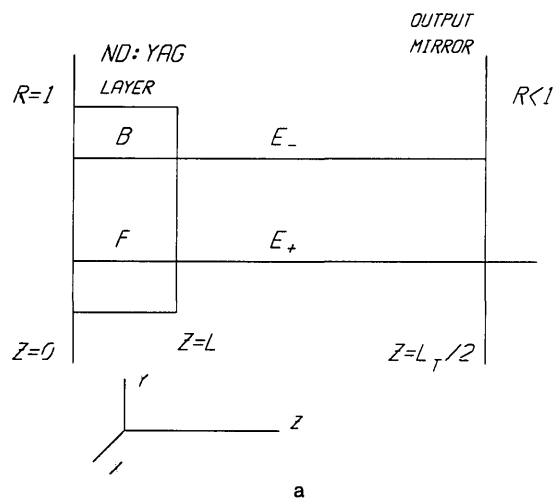 OUTPUT
MIRROR
ND:YAG
LAYER
R=1
R<1
B
E_
F
E+
Z=0
Z=L
Z=L_T/2
Y
Z
a